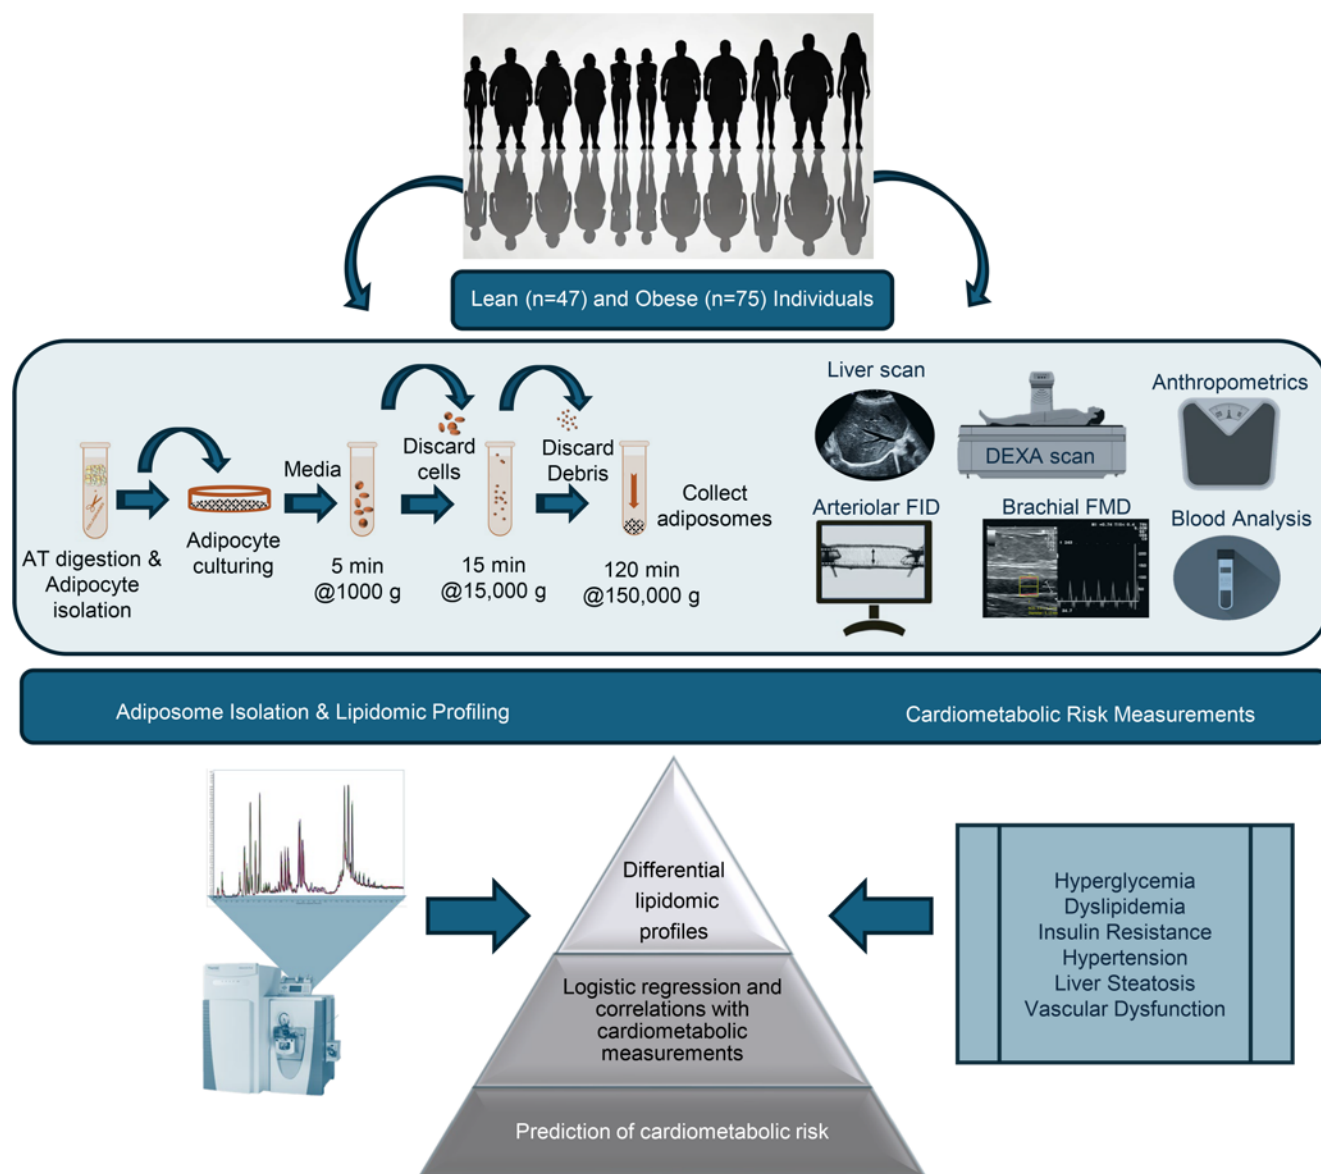 Lean (n=47) and Obese (n=75) Individuals
AT digestion &
Adipocyte
isolation
Adipocyte
culturing
Media
5 min
@1000 g
Discard
cells
15 min
@15,000 g
Discard
Debris
120 min
@150,000 g
Collect
adiposomes
Liver scan
DEXA scan
Anthropometrics
Arteriolar FID
Brachial FMD
Blood Analysis
Adiposome Isolation & Lipidomic Profiling
Cardiometabolic Risk Measurements
Differential
lipidomic
profiles
Logistic regression and
correlations with
cardiometabolic
measurements
Prediction of cardiometabolic risk
Hyperglycemia
Dyslipidemia
Insulin Resistance
Hypertension
Liver Steatosis
Vascular Dysfunction